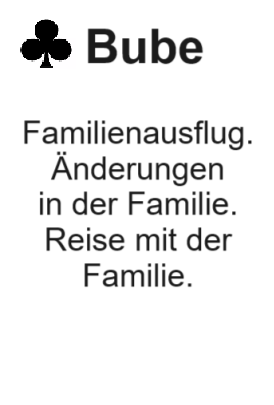 ♣ Bube
Familienausflug.
Änderungen
in der Familie.
Reise mit der
Familie.